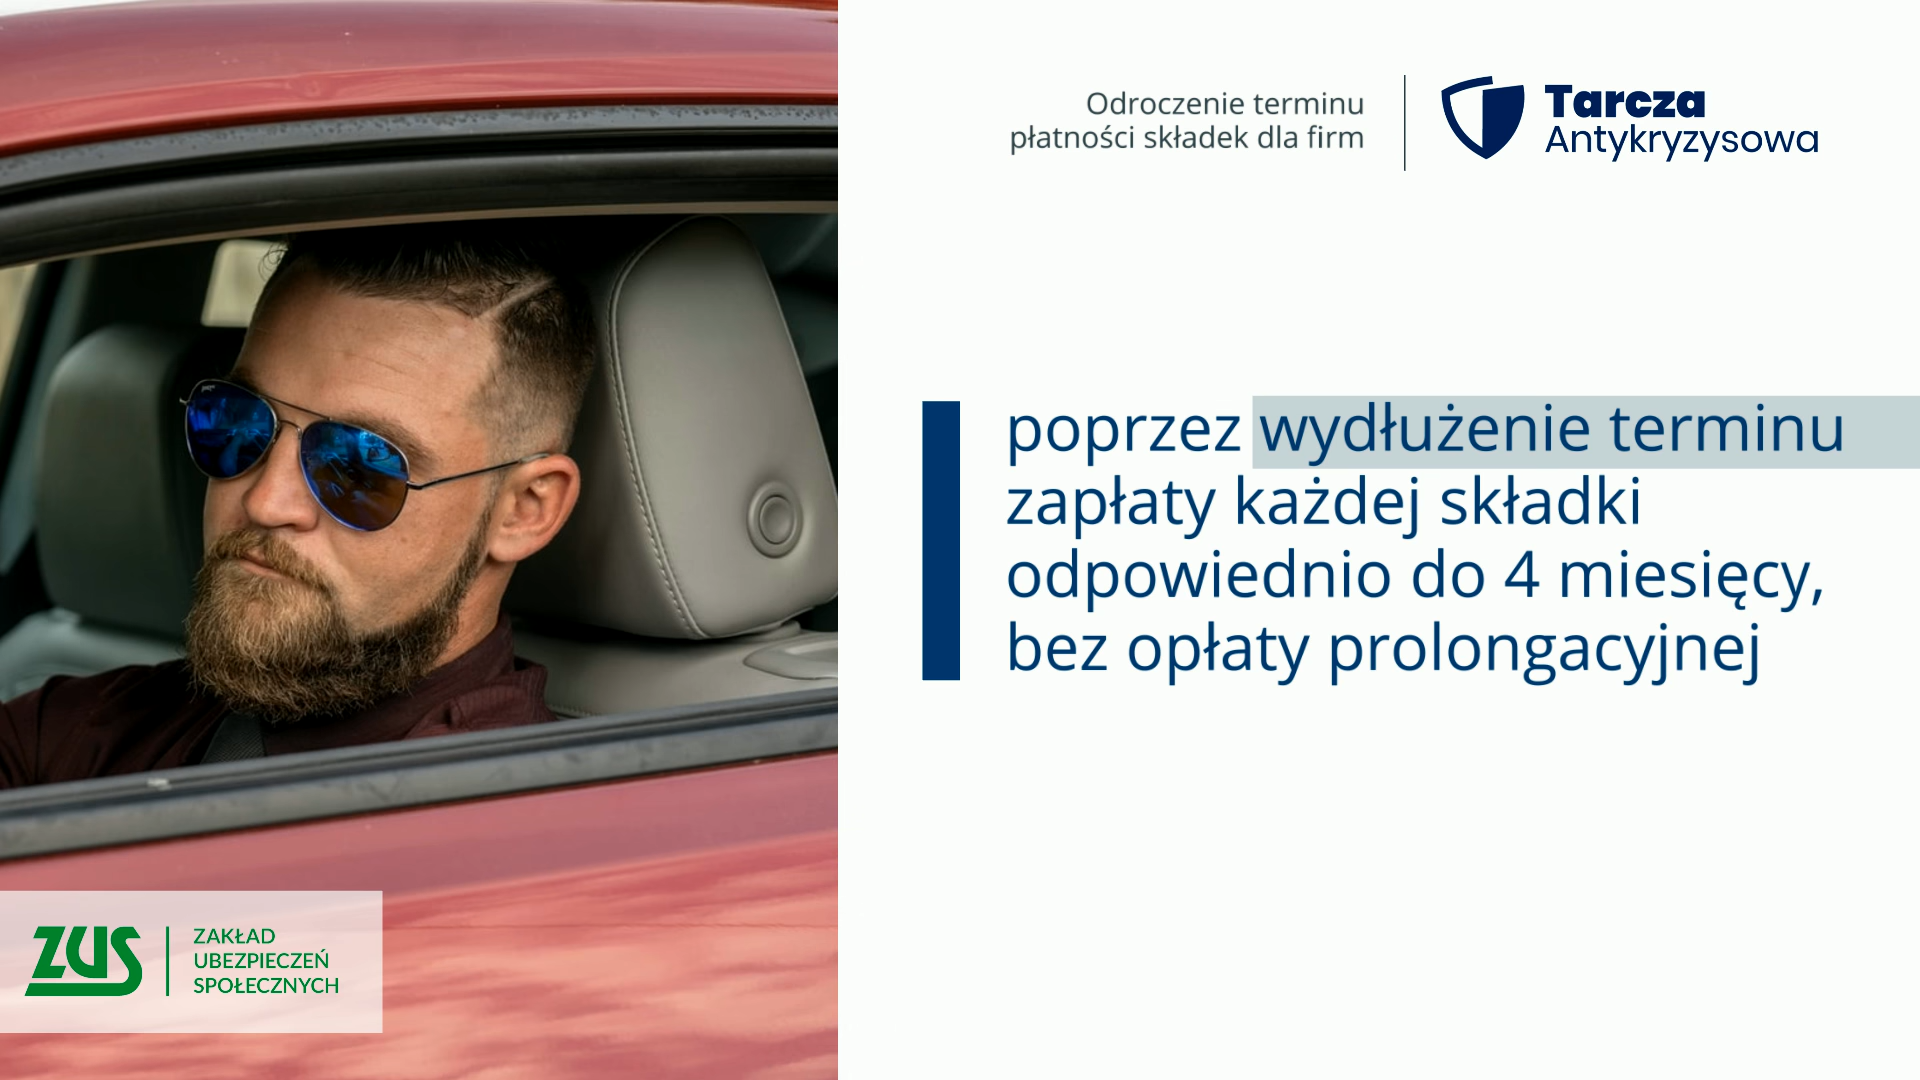 Odroczenie terminu
płatności składek dla firm
Tarcza
Antykryzysowa
poprzez wydłużenie terminu
zapłaty każdej składki
odpowiednio do 4 miesięcy,
bez opłaty prolongacyjnej
ZUS
ZAKŁAD
UBEZPIECZEŃ
SPOŁECZNYCH